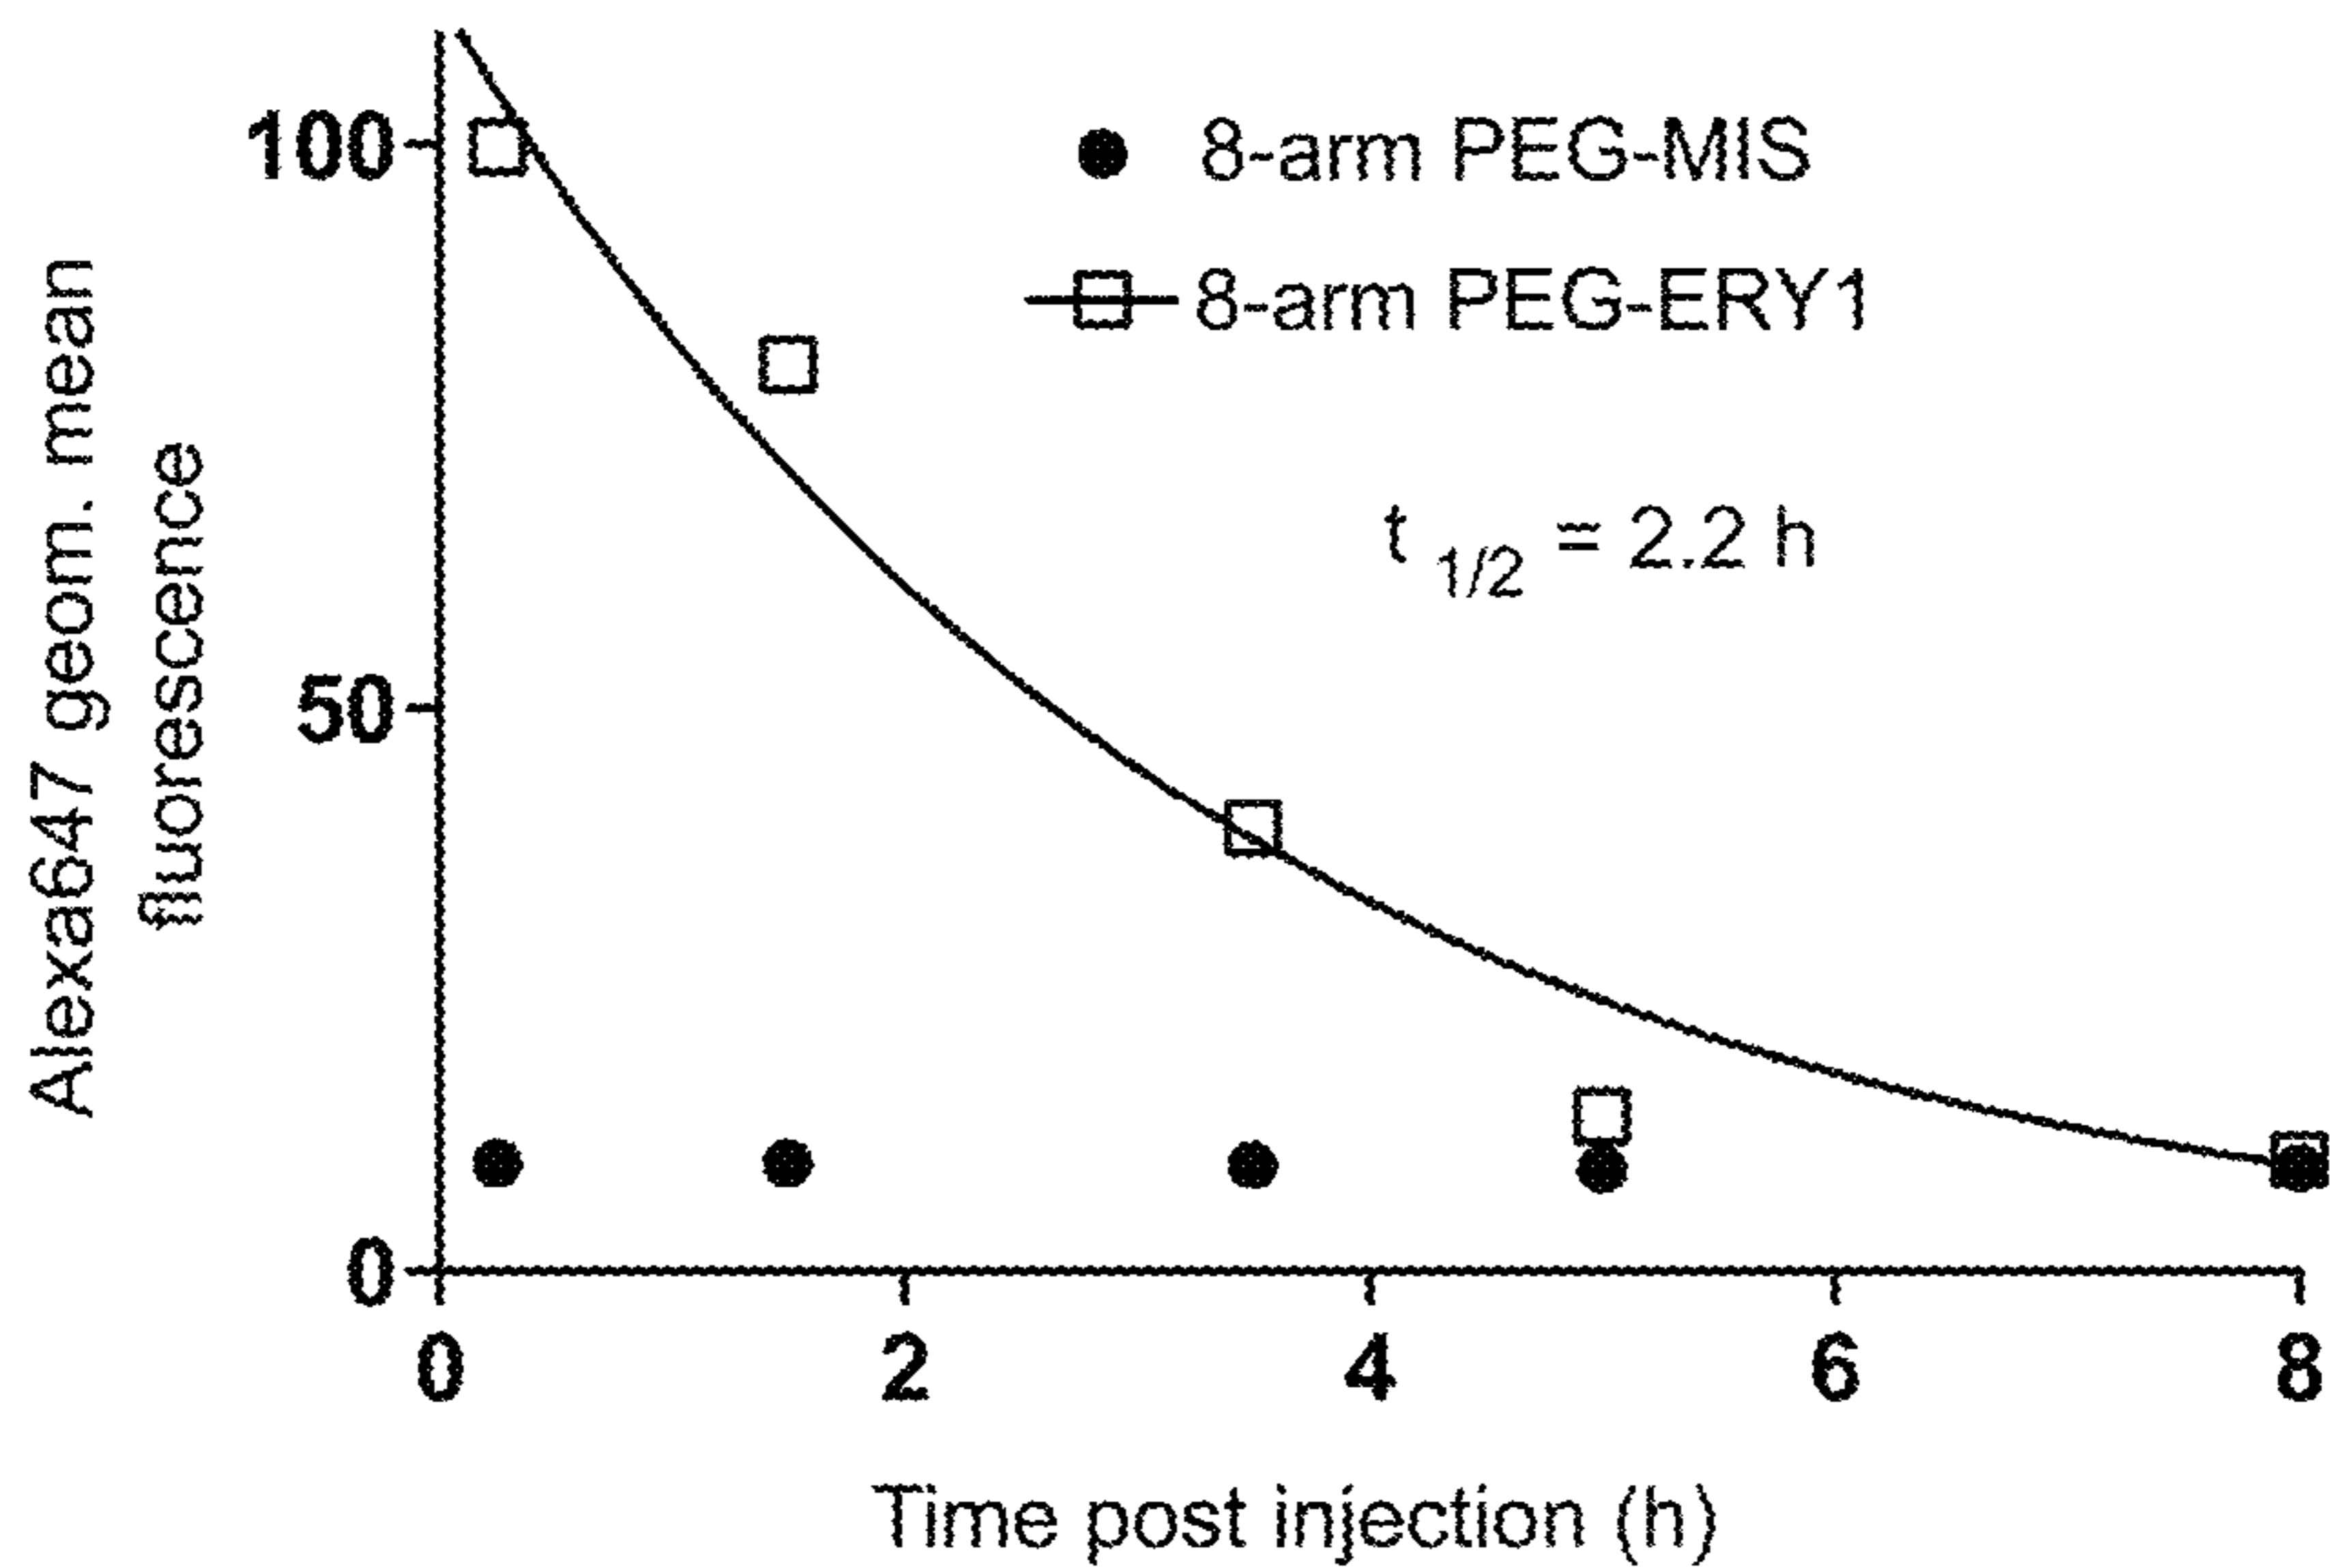 Alexa647 geom. mean
fluorescence
100
50
0
8-arm PEG-MIS
8-arm PEG-ERY1
t 1/2 = 2.2 h
0 2 4 6 8
Time post injection (h)